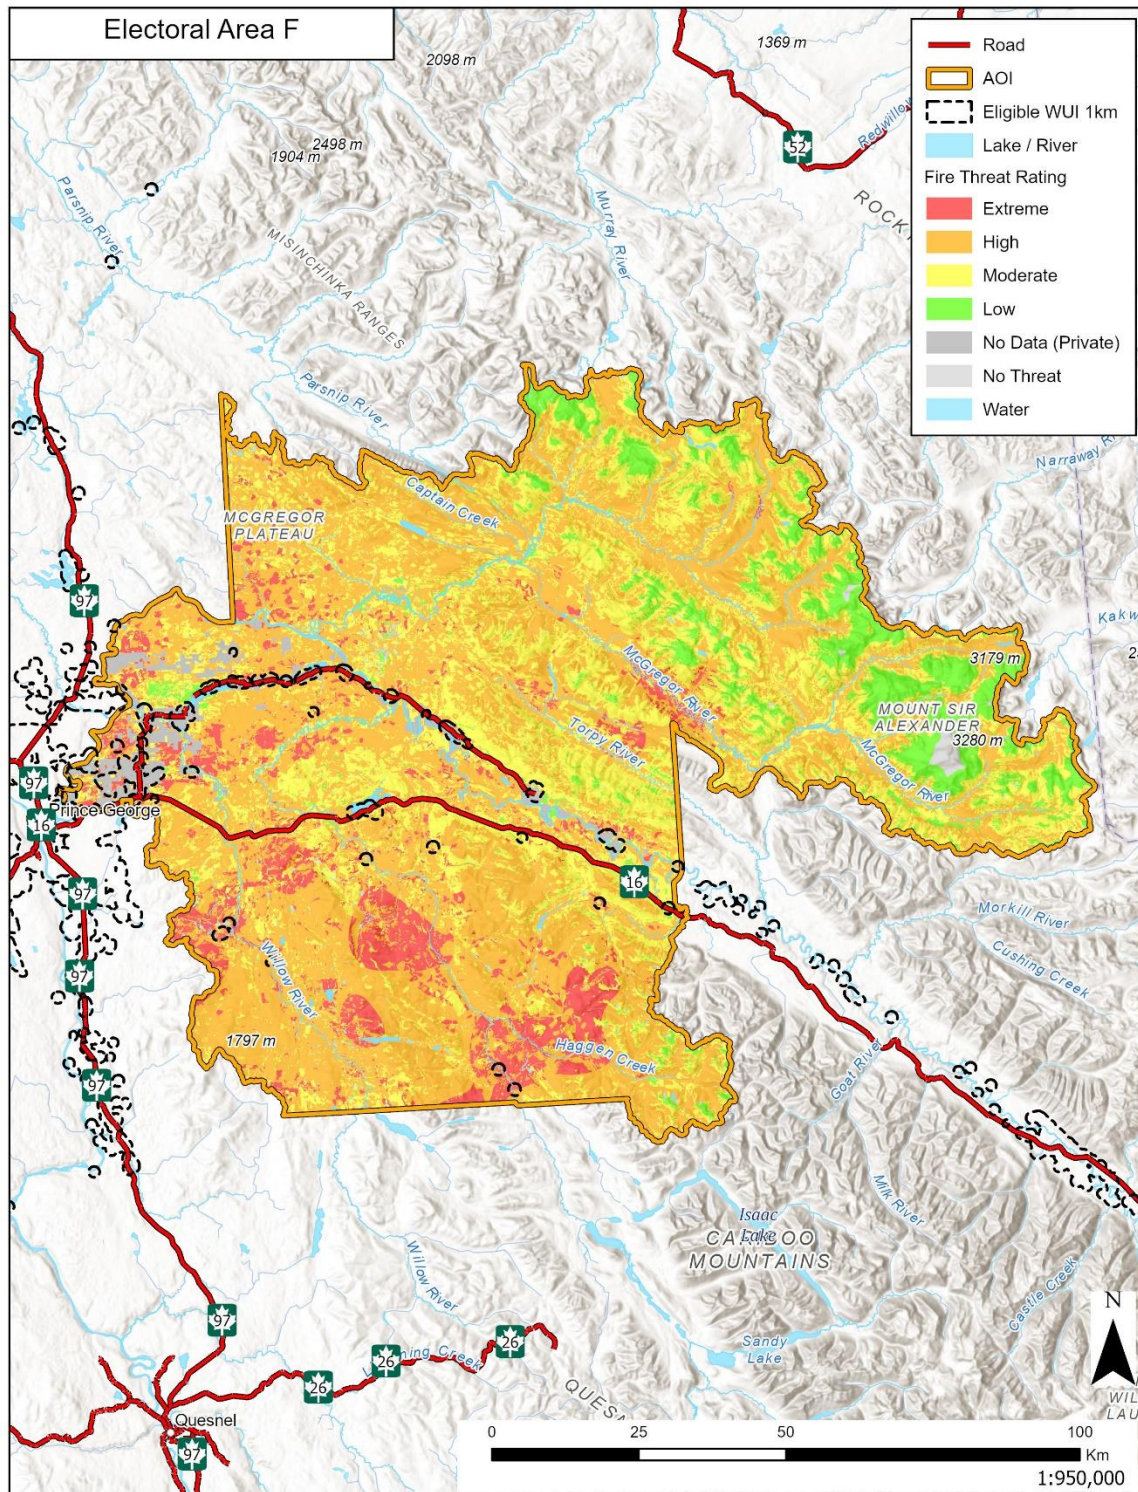 Electoral Area F
Road
AOI
Eligible WUI 1km
Lake / River
Fire Threat Rating
Extreme
High
Moderate
Low
No Data (Private)
No Threat
Water
1369 m
2098 m
2498 m
1904 m
52
Redwillow
Parsnip River
Murray River
MISINCHINKA RANGES
Parsnip River
Narraway
Captain Creek
MCGREGOR
PLATEAU
97
3179 m
McGregor River
MOUNT SIR
ALEXANDER
3280 m
Torpy River
McGregor River
97
Prince George
16
16
97
Morkill River
Cushing Creek
Willow River
97
1797 m
Haggen Creek
Goat River
97
Milk River
Isaac
Lake
CARIBOO
MOUNTAINS
Willow River
Castle Creek
N
97
26
26
26
Sandy
Lake
Quesnel
97
0
25
50
100
Km
1:950,000